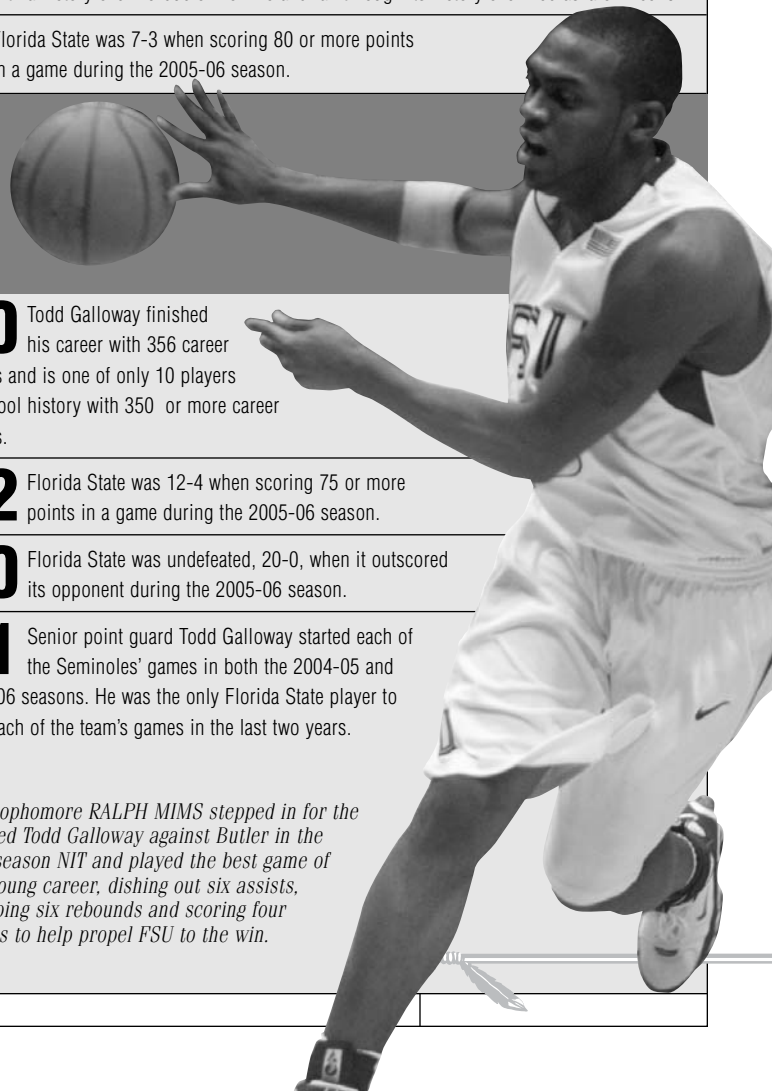 lorida State was 7-3 when scoring 80 or more points
n a game during the 2005-06 season.
0 Todd Galloway finished
his career with 356 career
s and is one of only 10 players
ool history with 350 or more career
s.
2 Florida State was 12-4 when scoring 75 or more
points in a game during the 2005-06 season.
0 Florida State was undefeated, 20-0, when it outscored
its opponent during the 2005-06 season.
1 Senior point guard Todd Galloway started each of
the Seminoles’ games in both the 2004-05 and
06 seasons. He was the only Florida State player to
ach of the team’s games in the last two years.
ophomore RALPH MIMS stepped in for the
ed Todd Galloway against Butler in the
season NIT and played the best game of
oung career, dishing out six assists,
bing six rebounds and scoring four
s to help propel FSU to the win.